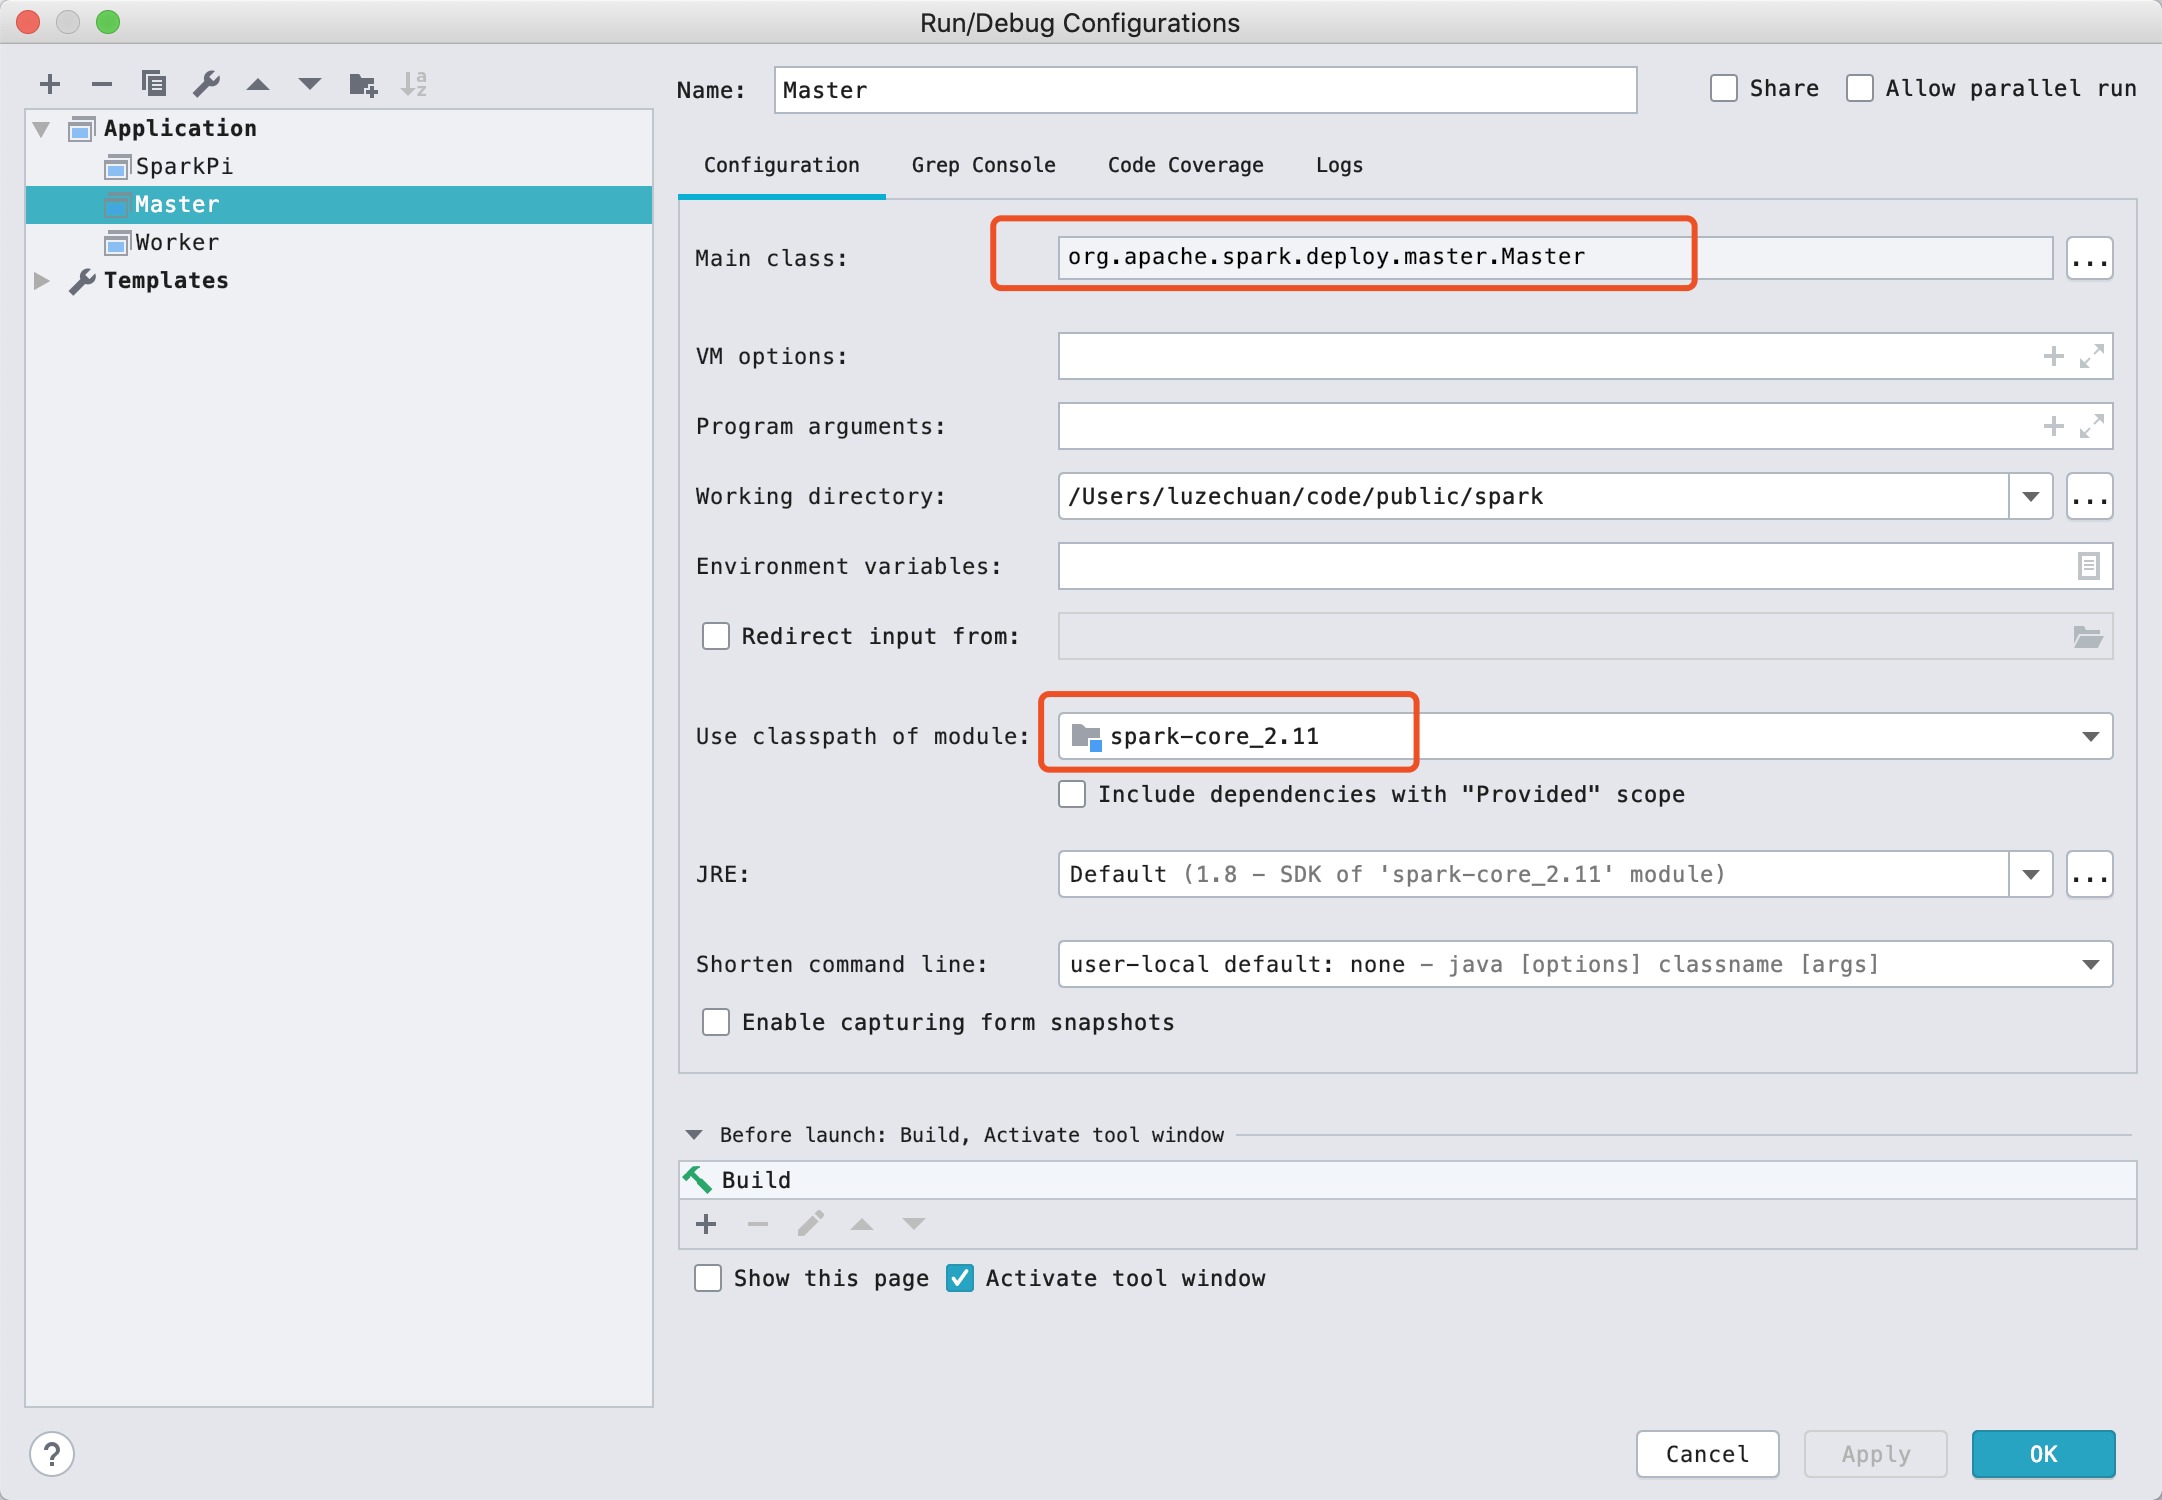 Run/Debug Configurations
Application
SparkPi
Master
Worker
Templates
Name: Master
Share
Allow parallel run
Configuration Grep Console Code Coverage Logs
Main class: org.apache.spark.deploy.master.Master ...
VM options:
Program arguments:
Working directory: /Users/luzechuan/code/public/spark ...
Environment variables:
Redirect input from:
Use classpath of module: spark-core_2.11
Include dependencies with "Provided" scope
JRE: Default (1.8 - SDK of 'spark-core_2.11' module) ...
Shorten command line: user-local default: none - java [options] classname [args]
Enable capturing form snapshots
Before launch: Build, Activate tool window
Build
Show this page Activate tool window
? Cancel Apply OK